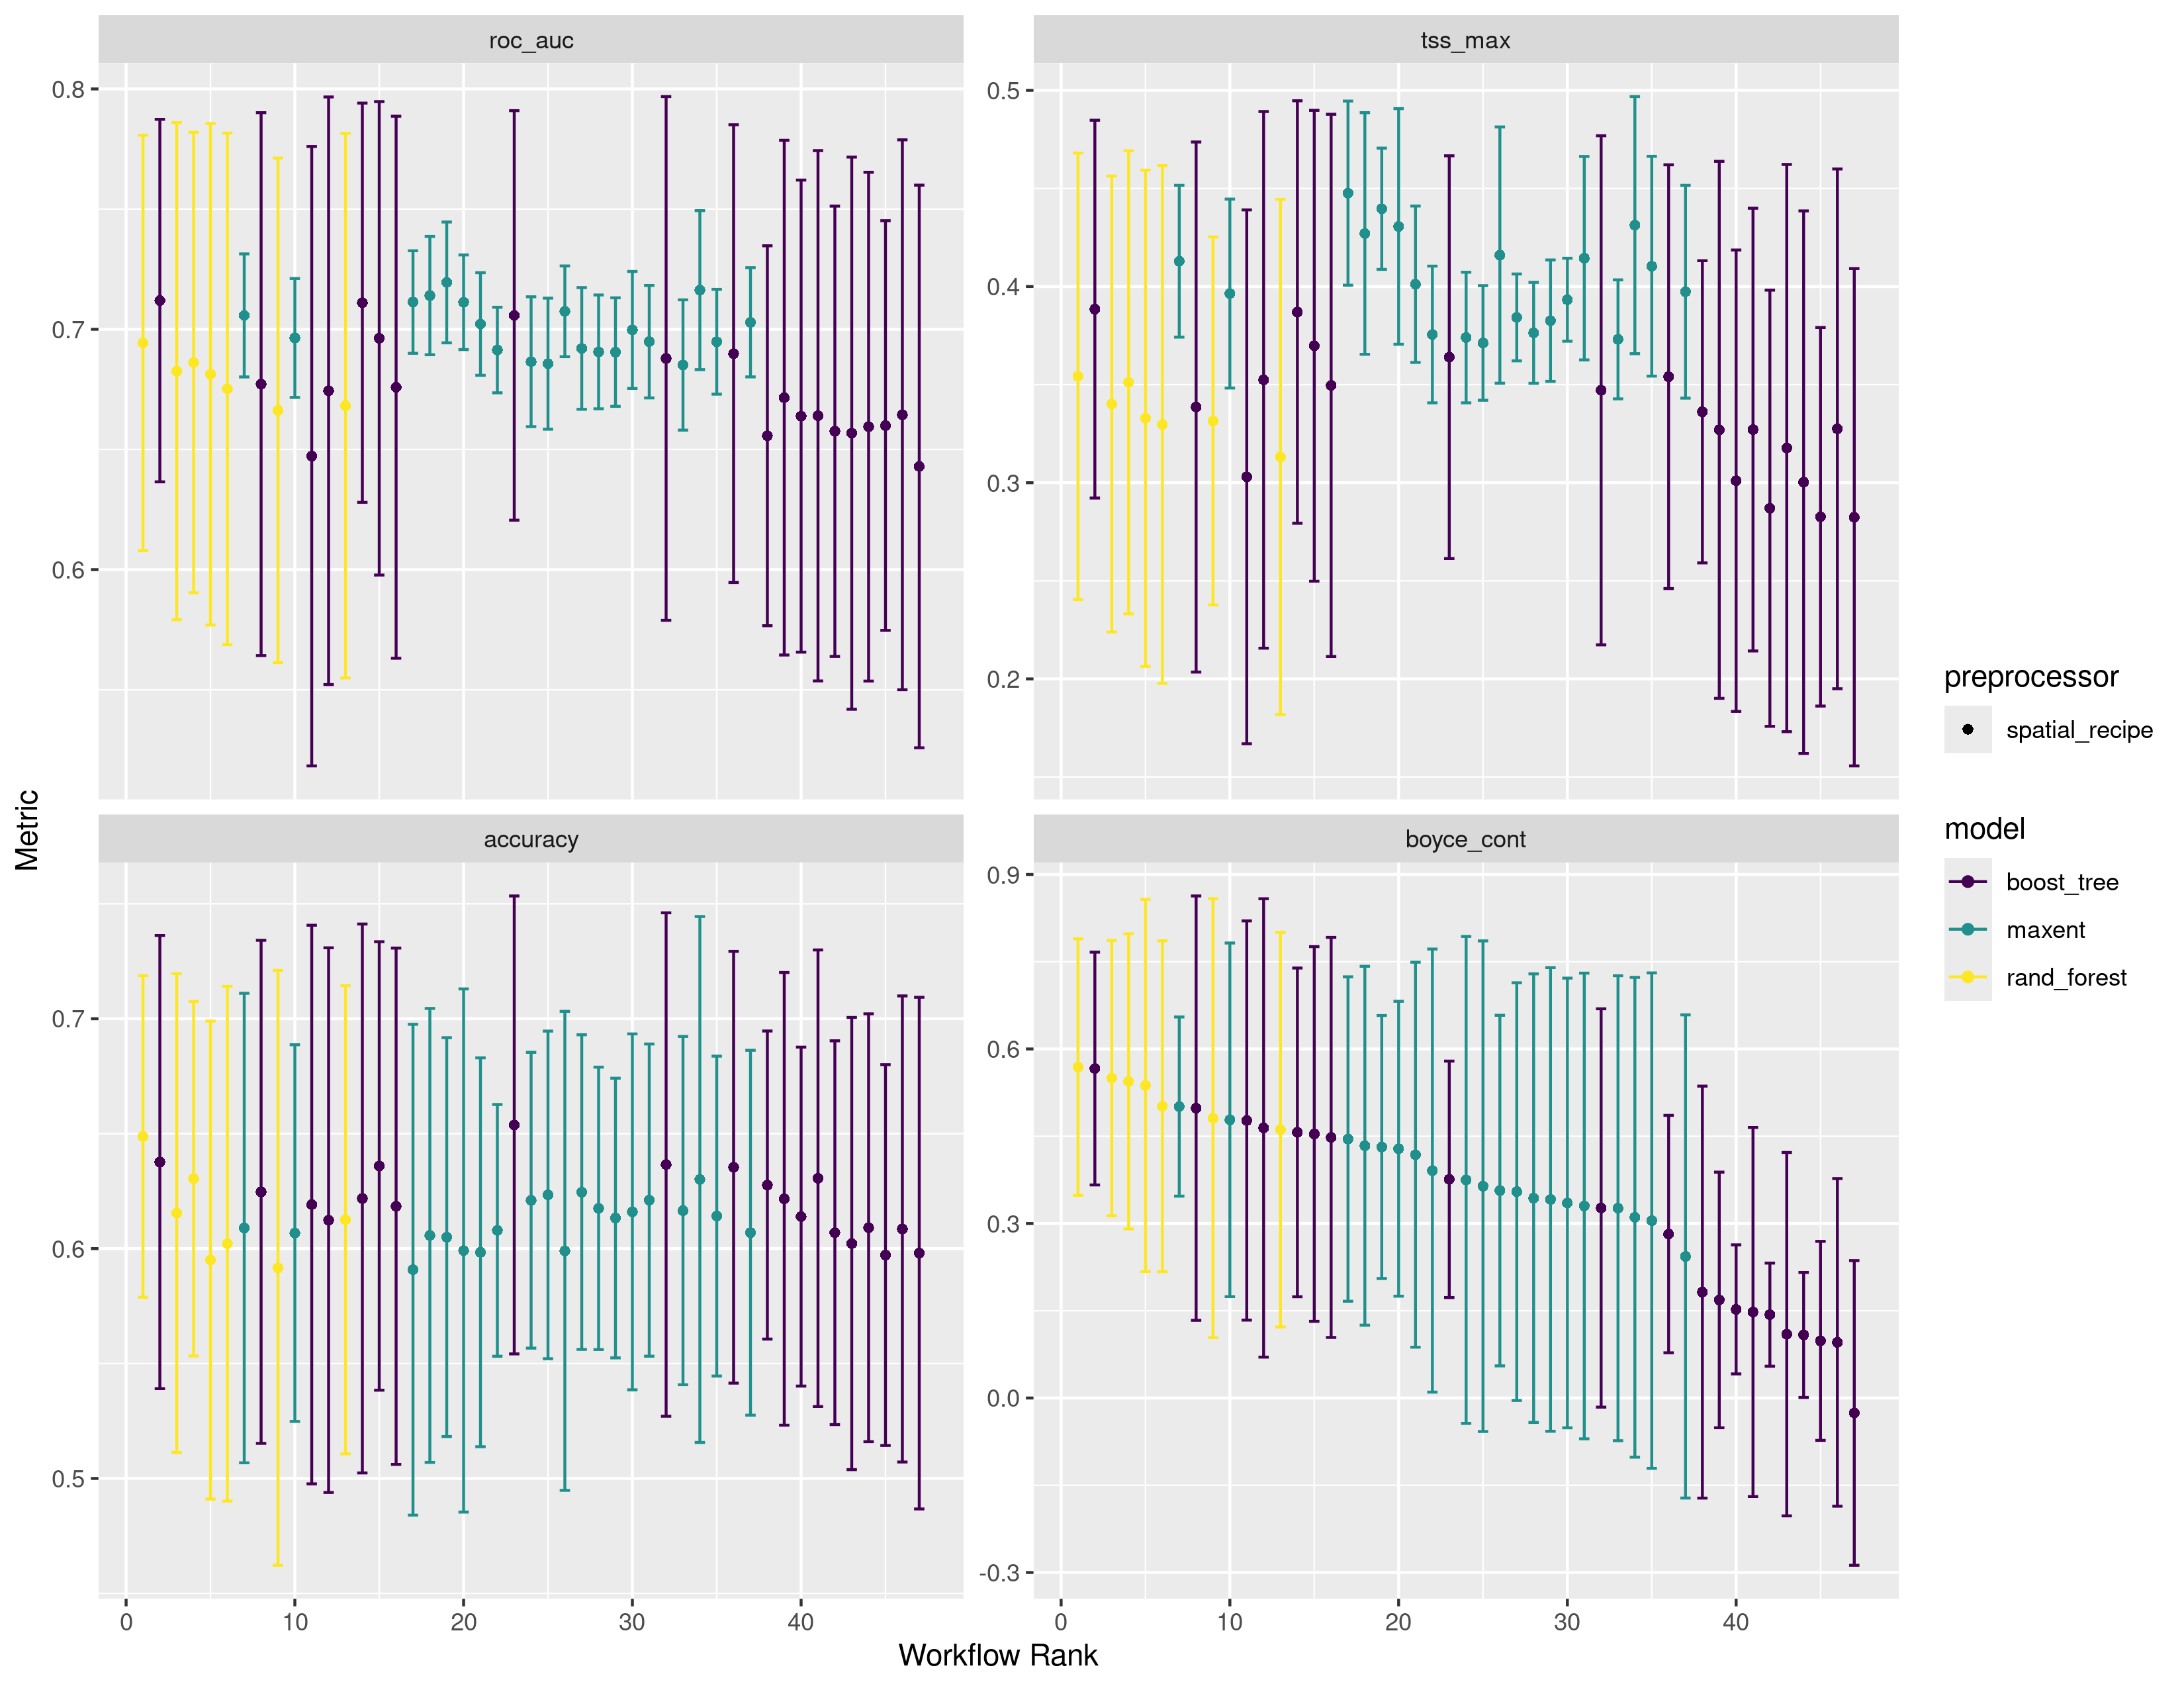 roc_auc
tss_max
0.8
0.7
0.6
0.5
0.4
0.3
0.2
accuracy
boyce_cont
0.7
0.6
0.5
0.9
0.6
0.3
0.0
-0.3
0 10 20 30 40
0 10 20 30 40
Metric
Workflow Rank
preprocessor
spatial_recipe
model
boost_tree
maxent
rand_forest